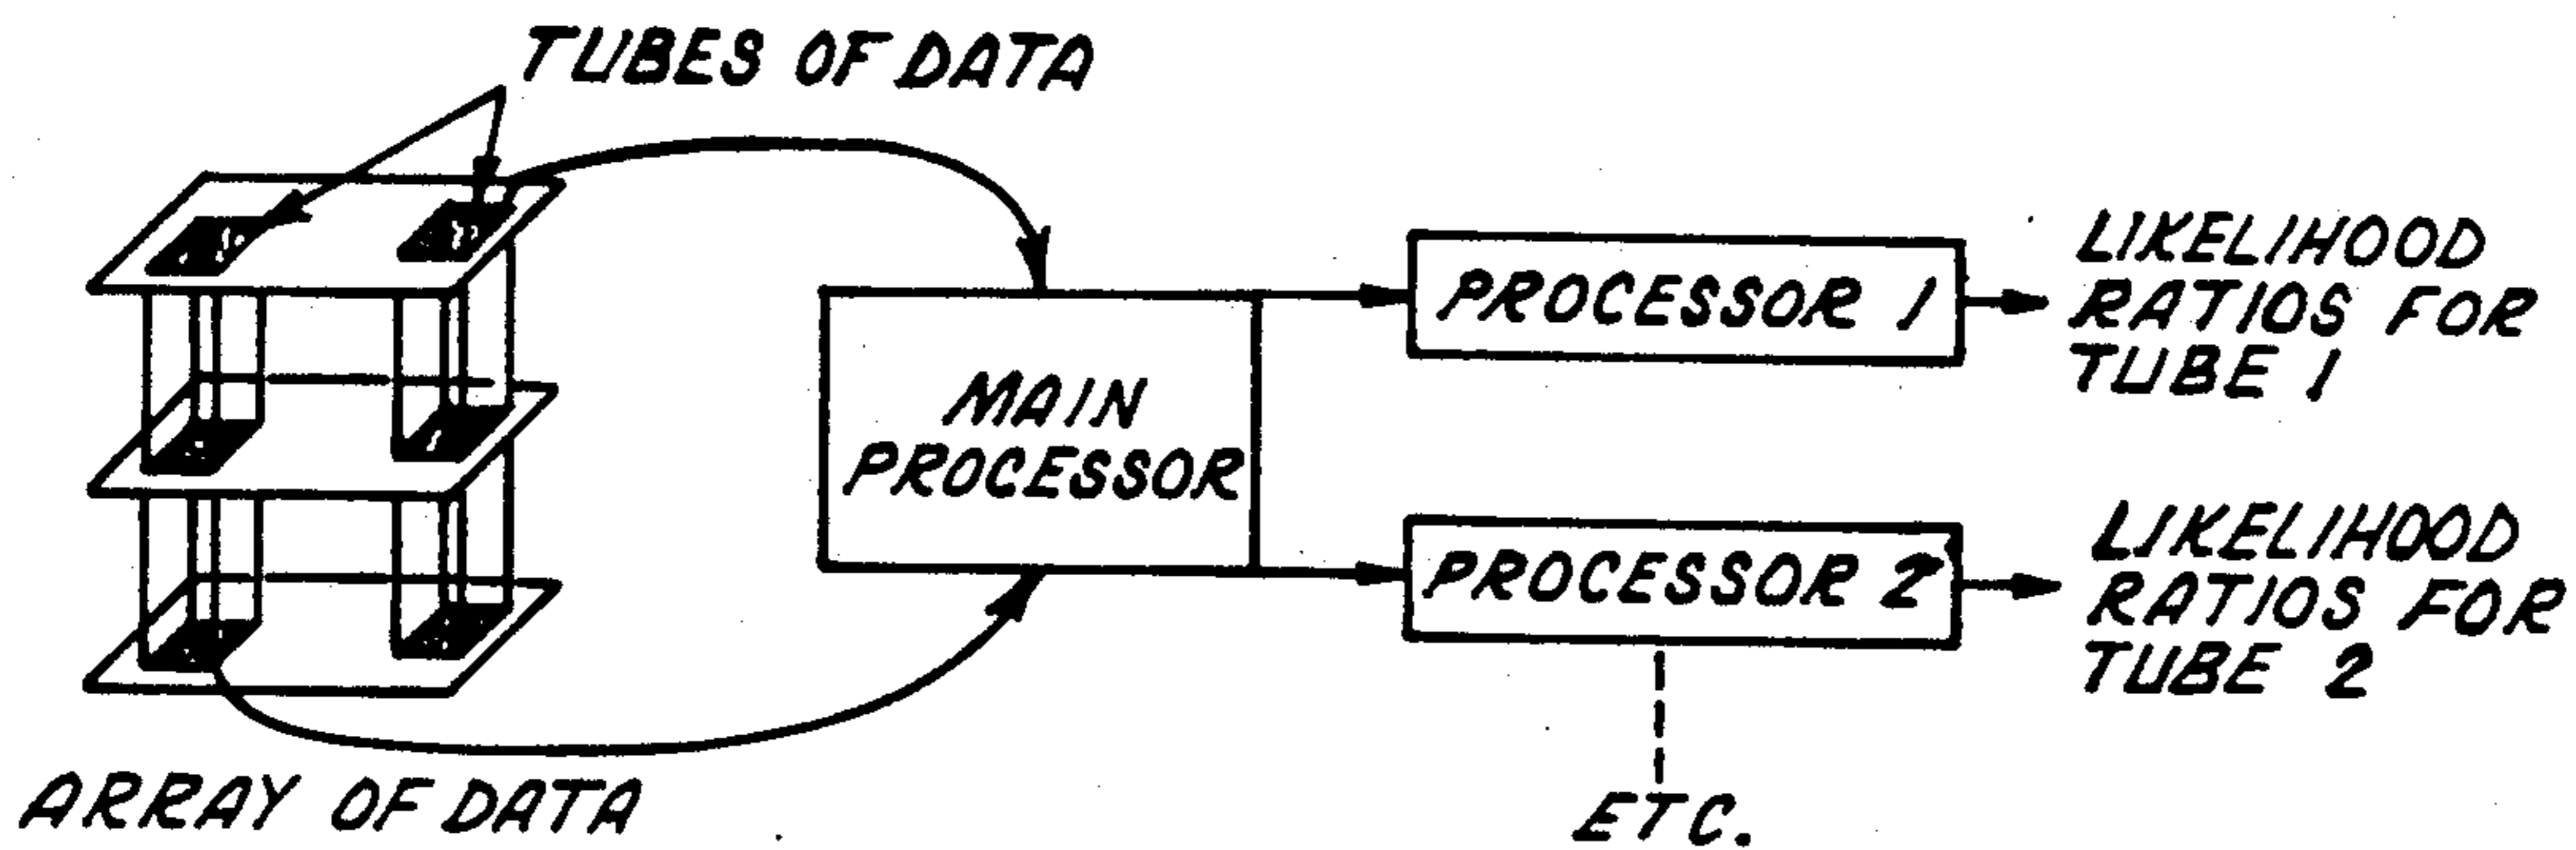 TUBES OF DATA
LIKELIHOOD
RATIOS FOR
TUBE 1
PROCESSOR 1
MAIN
PROCESSOR
LIKELIHOOD
RATIOS FOR
TUBE 2
PROCESSOR 2
ARRAY OF DATA
ETC.